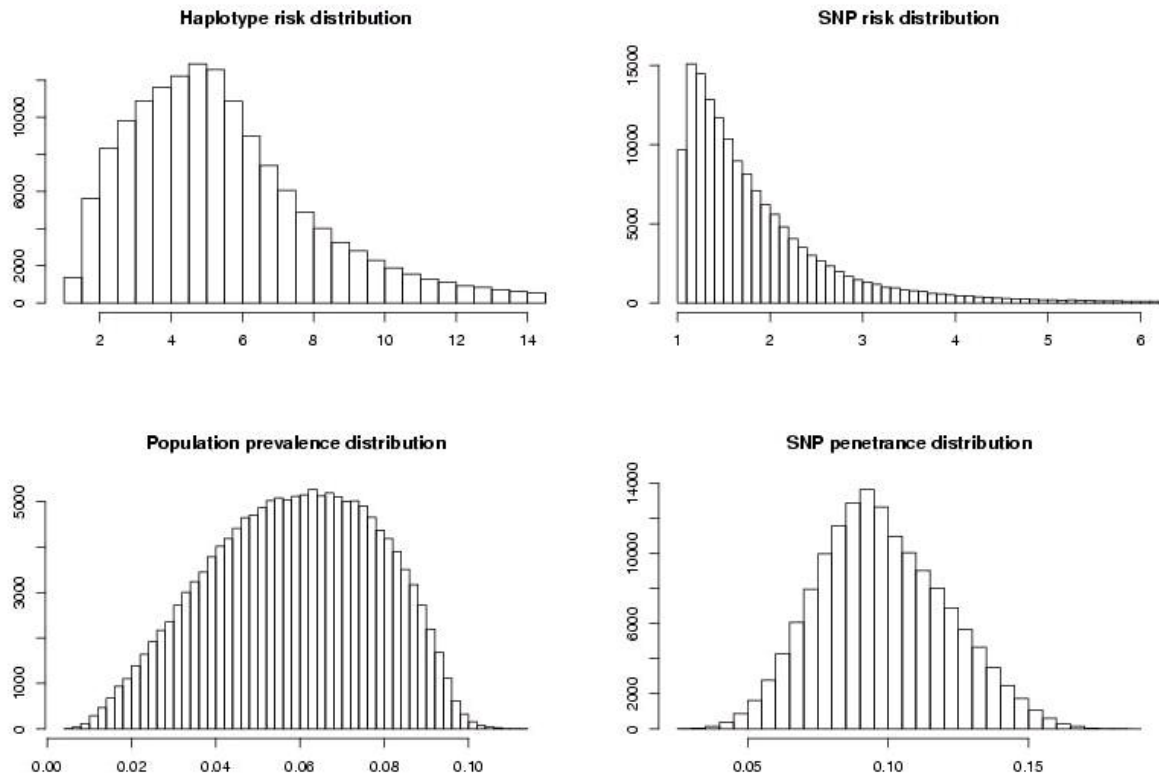 Haplotype risk distribution
10000
6000
2000
0
2 4 6 8 10 12 14
SNP risk distribution
15000
10000
5000
0
1 2 3 4 5 6
Population prevalence distribution
5000
3000
1000
0
0.00 0.02 0.04 0.06 0.08 0.10
SNP penetrance distribution
14000
10000
6000
2000
0
0.05 0.10 0.15